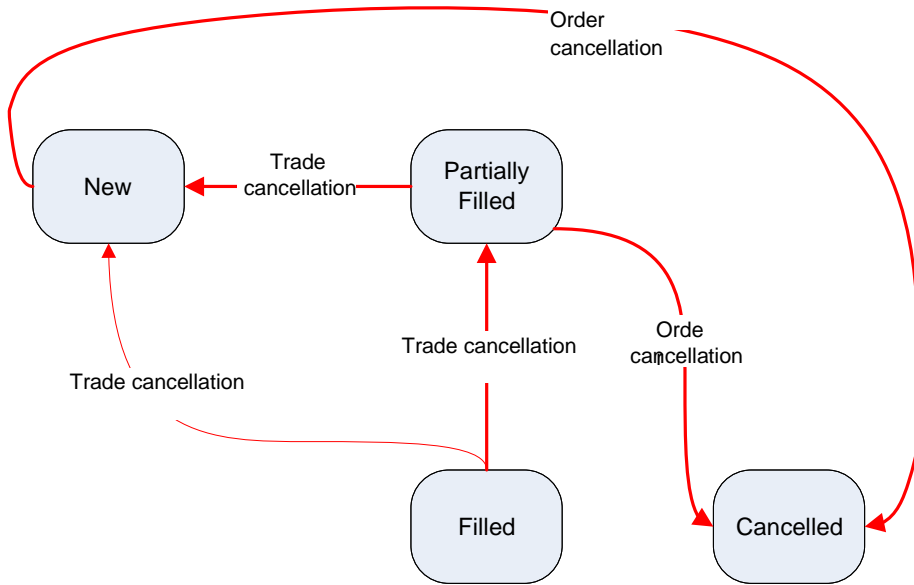 Order
cancellation
New
Trade
cancellation
Partially
Filled
Trade cancellation
Orde
r
cancellation
Trade cancellation
Filled
Cancelled